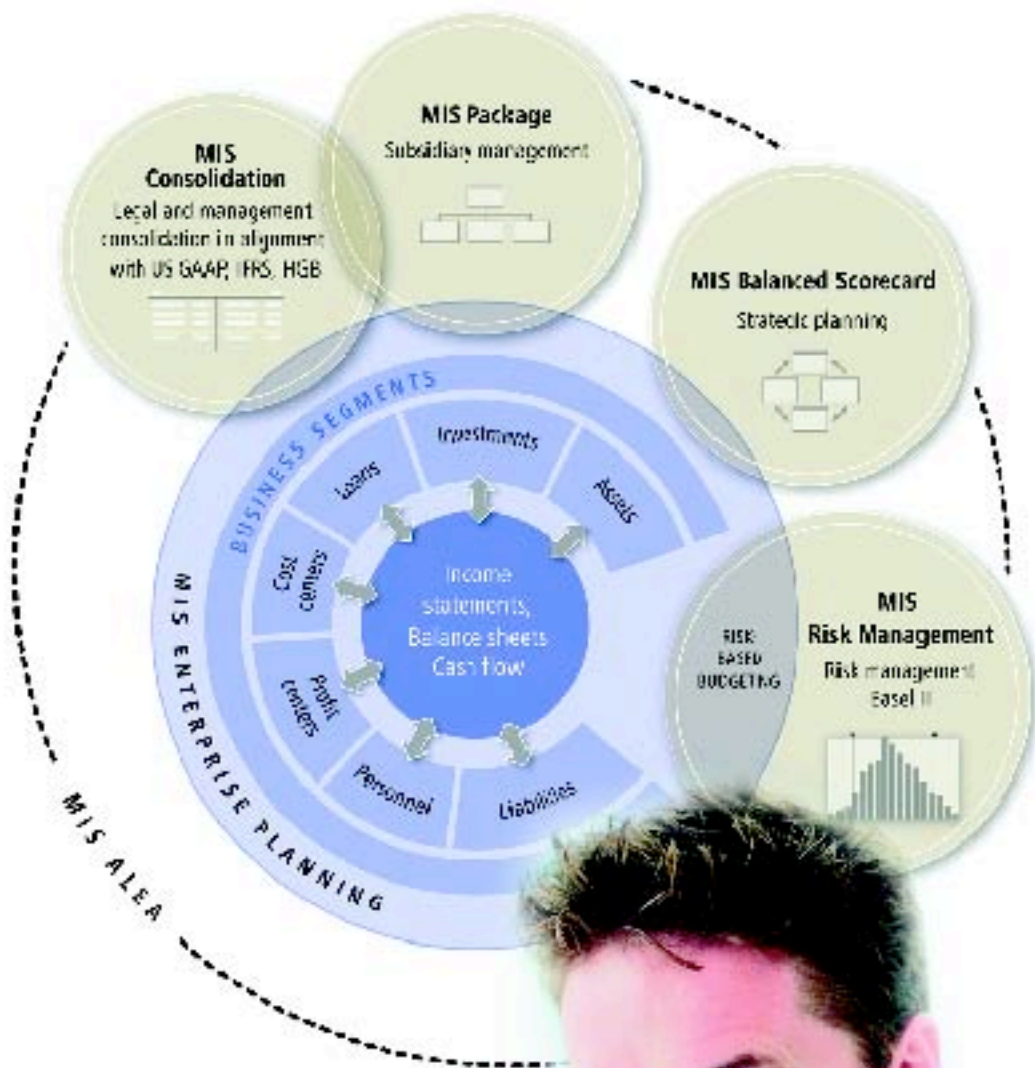 MIS Package
Subsidiary management
MIS
Consolidation
Legal and management
consolidation in alignment
with US GAAP, IFRS, HGB
MIS Balanced Scorecard
Strategic planning
BUSINESS SEGMENTS
Investments
Loans
Assets
Cost
centers
Income
statements,
Balance sheets
Cash flow
MIS
Risk Management
Risk management
Basel II
RISK
BASED
BUDGETING
Profit
centers
Personnel
Liabilities
MIS ENTERPRISE PLANNING
MIS ALEA